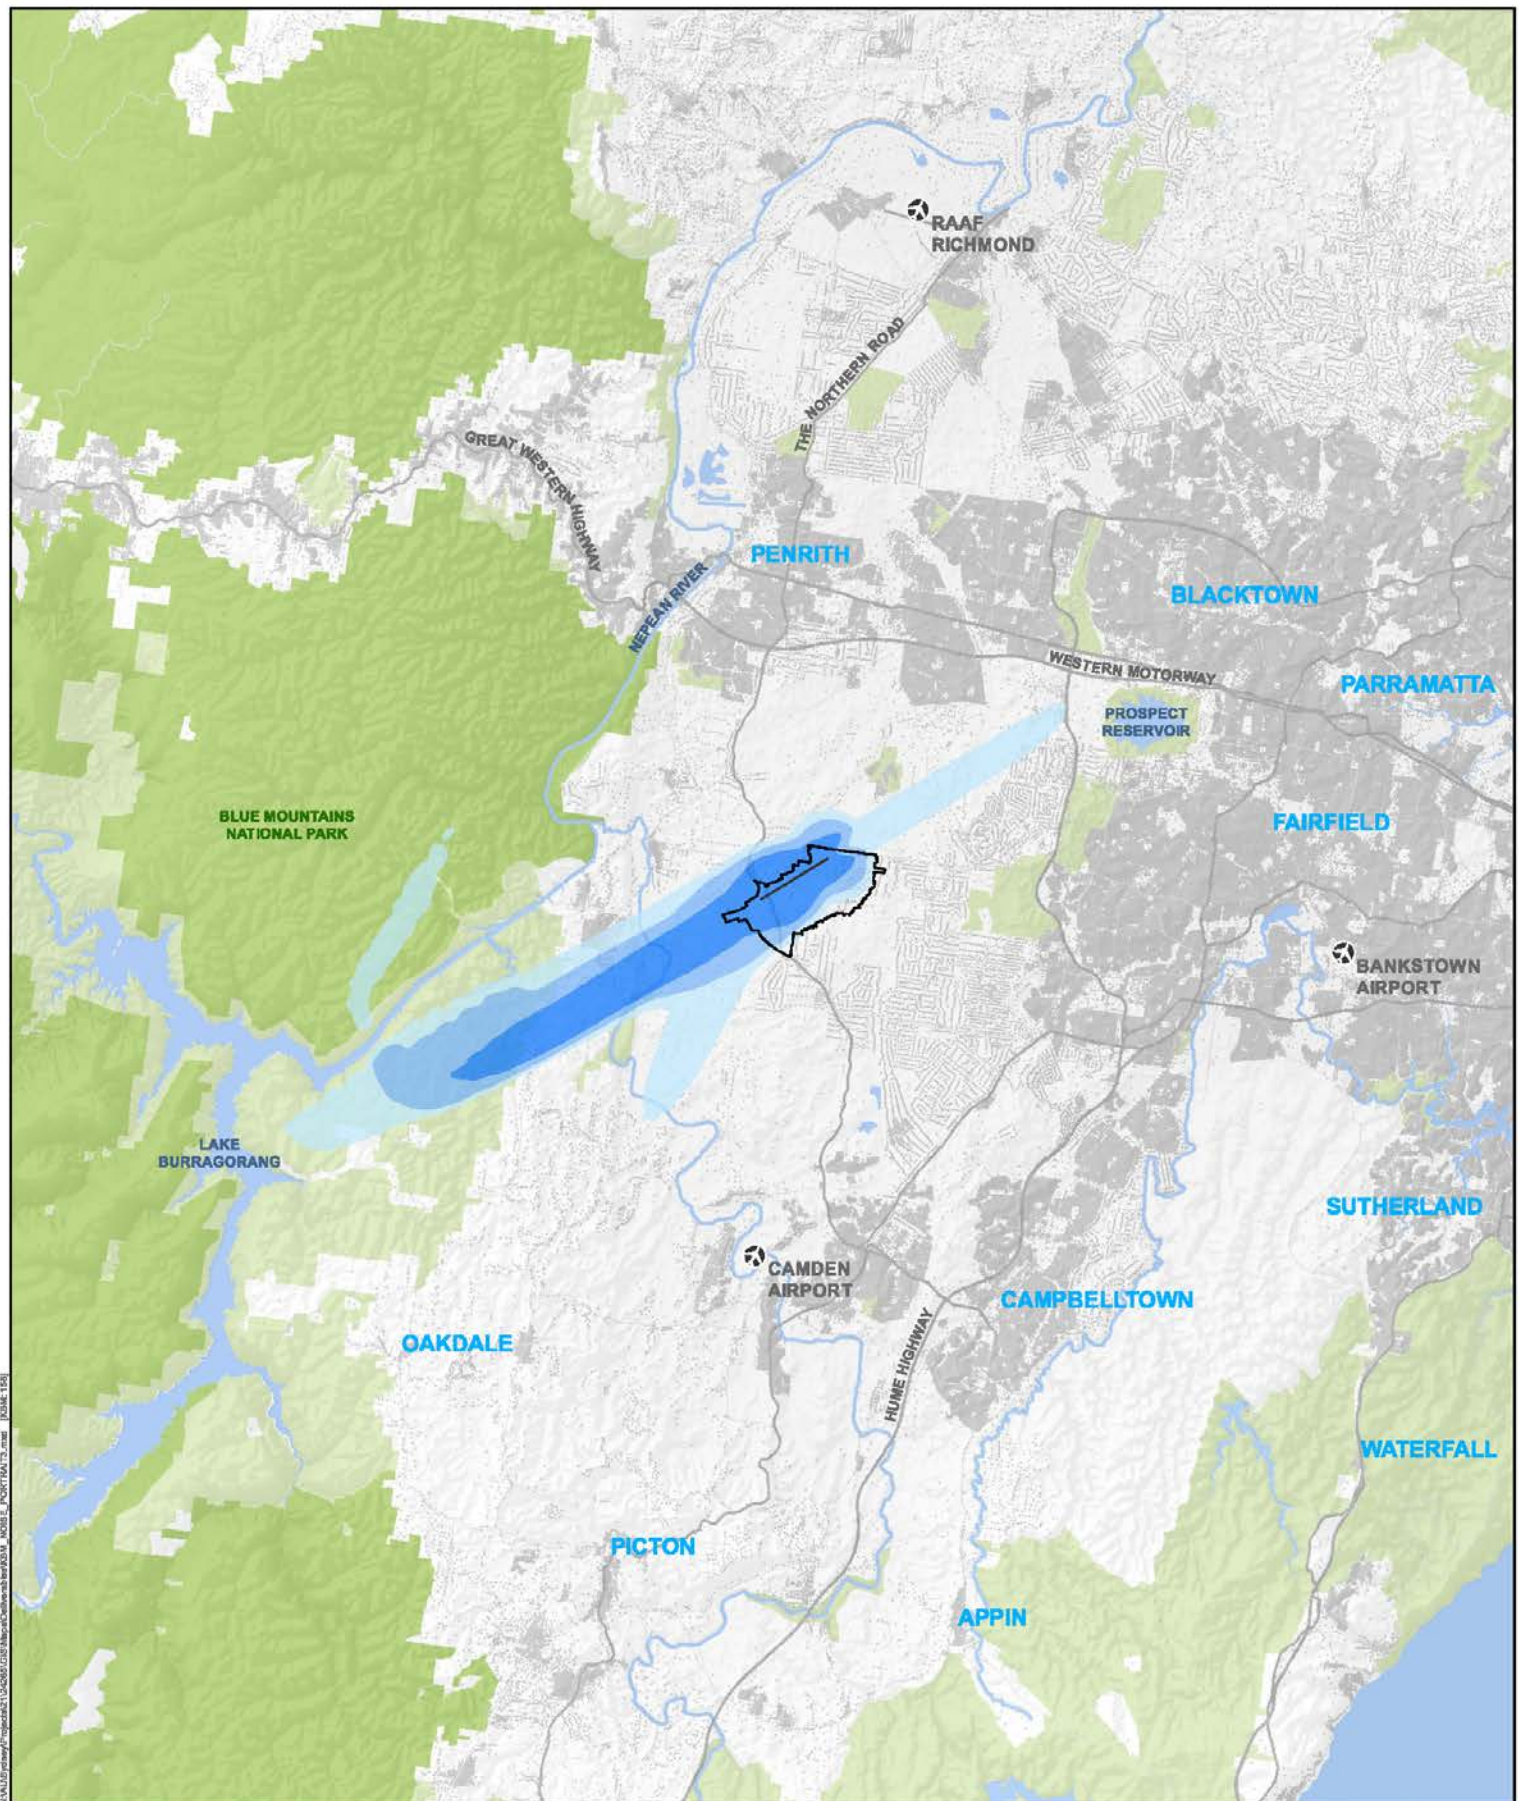 RAAF
RICHMOND
THE NORTHERN ROAD
GREAT WESTERN HIGHWAY
PENRITH
NEPEAN RIVER
BLACKTOWN
WESTERN MOTORWAY
PARRAMATTA
PROSPECT
RESERVOIR
BLUE MOUNTAINS
NATIONAL PARK
FAIRFIELD
BANKSTOWN
AIRPORT
LAKE
BURRAGORANG
SUTHERLAND
CAMDEN
AIRPORT
CAMPBELLTOWN
OAKDALE
HUME HIGHWAY
WATERFALL
PICTON
APPIN